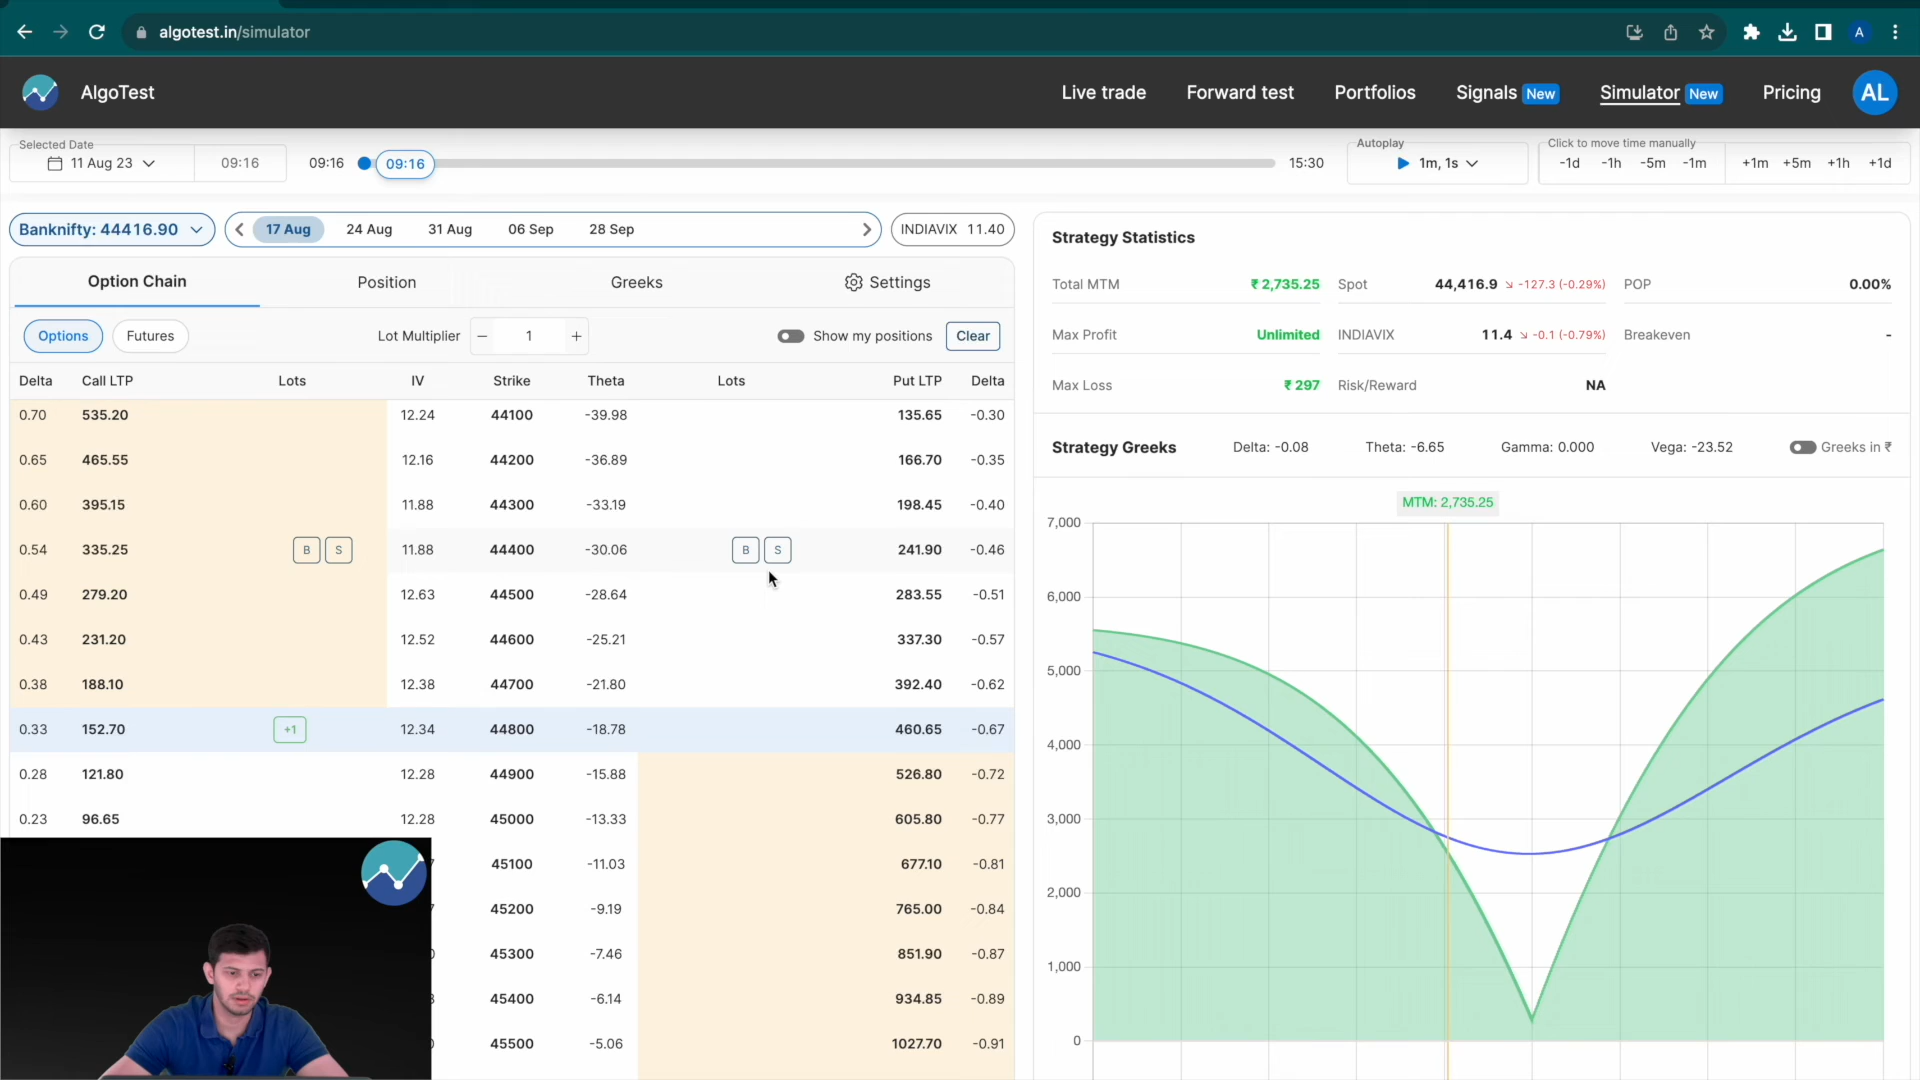 algotest.in/simulator
A
AlgoTest
Live trade Forward test Portfolios Signals New Simulator New Pricing AL
Selected Date
11 Aug 23 09:16 09:16 09:16 15:30
Autoplay
1m, 1s
Click to move time manually
-1d -1h -5m -1m +1m +5m +1h +1d
Banknifty: 44416.90 17 Aug 24 Aug 31 Aug 06 Sep 28 Sep INDIAVIX 11.40
Option Chain Position Greeks Settings
Options Futures Lot Multiplier − 1 + Show my positions Clear
Delta Call LTP Lots IV Strike Theta Lots Put LTP Delta
0.70 535.20 12.24 44100 -39.98 135.65 -0.30
0.65 465.55 12.16 44200 -36.89 166.70 -0.35
0.60 395.15 11.88 44300 -33.19 198.45 -0.40
0.54 335.25 B S 11.88 44400 -30.06 B S 241.90 -0.46
0.49 279.20 12.63 44500 -28.64 283.55 -0.51
0.43 231.20 12.52 44600 -25.21 337.30 -0.57
0.38 188.10 12.38 44700 -21.80 392.40 -0.62
0.33 152.70 +1 12.34 44800 -18.78 460.65 -0.67
0.28 121.80 12.28 44900 -15.88 526.80 -0.72
0.23 96.65 12.28 45000 -13.33 605.80 -0.77
45100 -11.03 677.10 -0.81
45200 -9.19 765.00 -0.84
45300 -7.46 851.90 -0.87
45400 -6.14 934.85 -0.89
45500 -5.06 1027.70 -0.91
Strategy Statistics
Total MTM ₹ 2,735.25 Spot 44,416.9 ↘ -127.3 (-0.29%) POP 0.00%
Max Profit Unlimited INDIAVIX 11.4 ↘ -0.1 (-0.79%) Breakeven -
Max Loss ₹ 297 Risk/Reward NA
Strategy Greeks Delta: -0.08 Theta: -6.65 Gamma: 0.000 Vega: -23.52 Greeks in ₹
MTM: 2,735.25
7,000
6,000
5,000
4,000
3,000
2,000
1,000
0